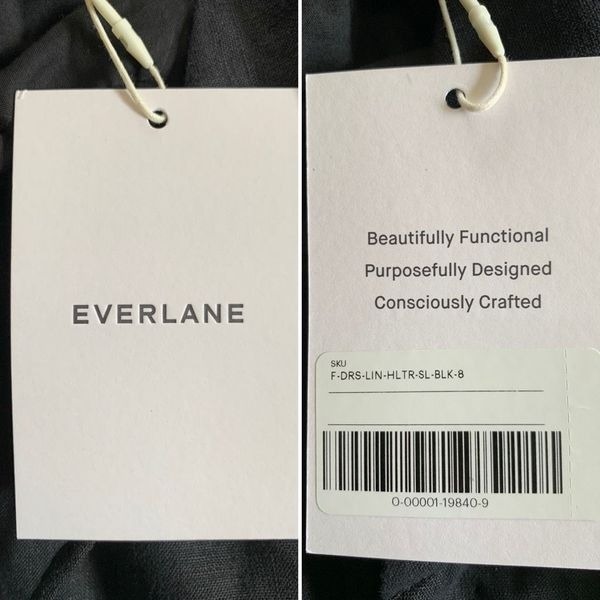 EVERLANE
Beautifully Functional
Purposefully Designed
Consciously Crafted
SKU
F-DRS-LIN-HLTR-SL-BLK-8
0-00001-19840-9